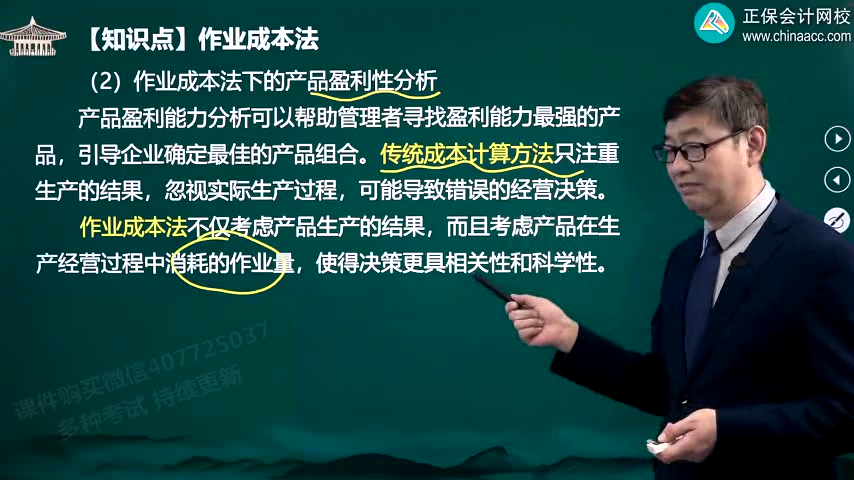 【知识点】作业成本法
正保会计网校
www.chinaacc.com
（2）作业成本法下的产品盈利性分析
产品盈利能力分析可以帮助管理者寻找盈利能力最强的产
品，引导企业确定最佳的产品组合。传统成本计算方法只注重
生产的结果，忽视实际生产过程，可能导致错误的经营决策。
作业成本法不仅考虑产品生产的结果，而且考虑产品在生
产经营过程中消耗的作业量，使得决策更具相关性和科学性。
课件购买微信407725037
多种考试 持续更新